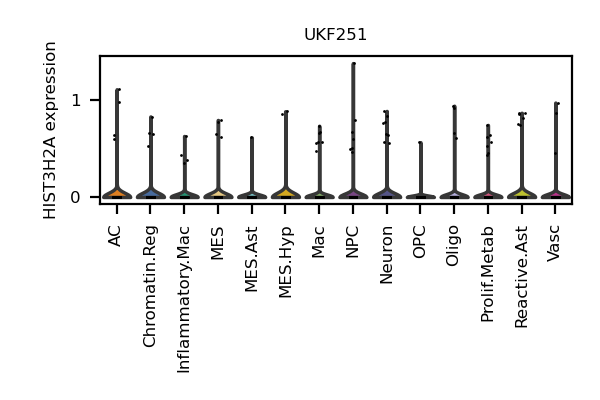 UKF251
HIST3H2A expression
1
0
AC
Chromatin.Reg
Inflammatory.Mac
MES
MES.Ast
MES.Hyp
Mac
NPC
Neuron
OPC
Oligo
Prolif.Metab
Reactive.Ast
Vasc